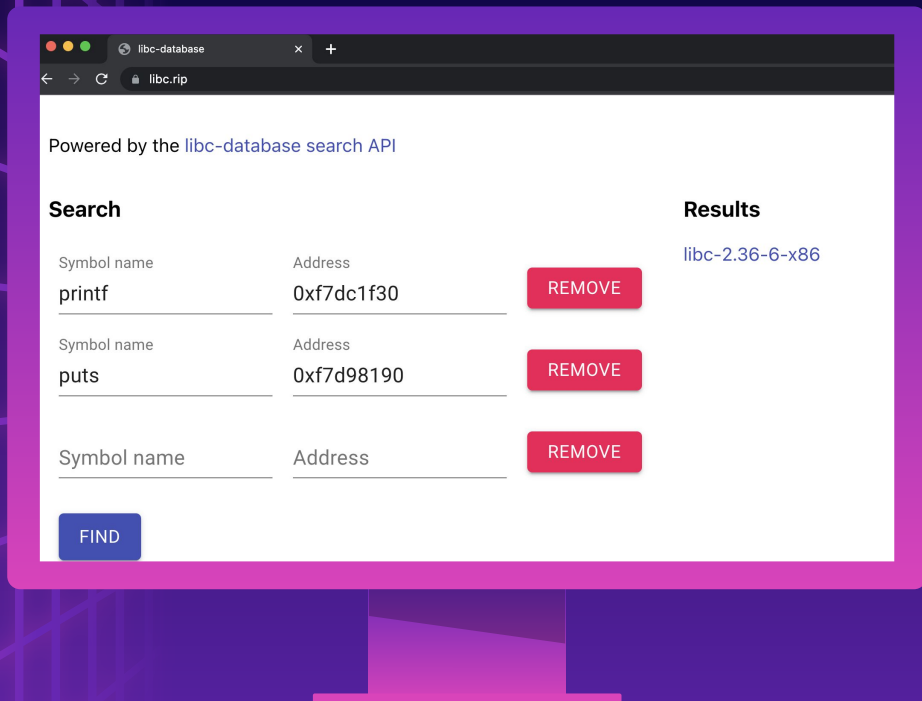 libc-database
libc.rip
Powered by the libc-database search API
Search
Symbol name
printf
Address
0xf7dc1f30
REMOVE
Symbol name
puts
Address
0xf7d98190
REMOVE
Symbol name
Address
REMOVE
FIND
Results
libc-2.36-6-x86